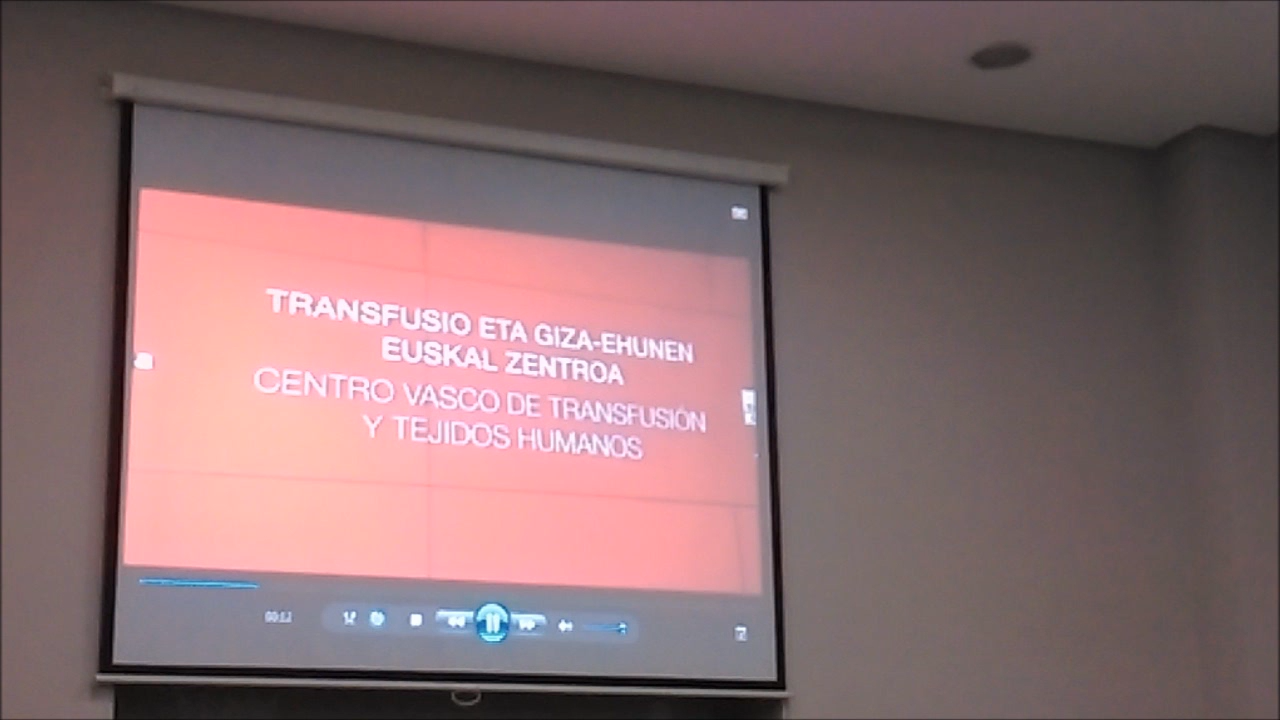 TRANSFUSIO ETA GIZA-EHUNEN
EUSKAL ZENTROA
CENTRO VASCO DE TRANSFUSIÓN
Y TEJIDOS HUMANOS